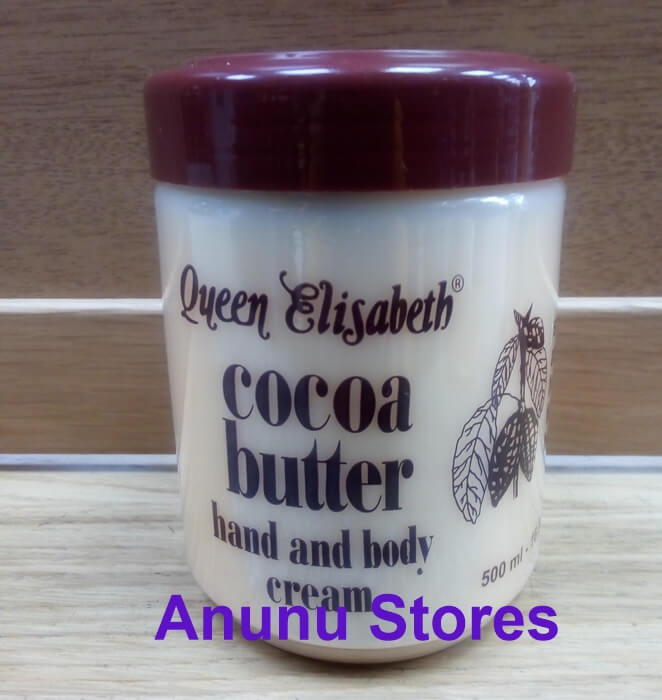 Queen Elisabeth®
cocoa
butter
hand and body
cream
500 ml -
Anunu Stores